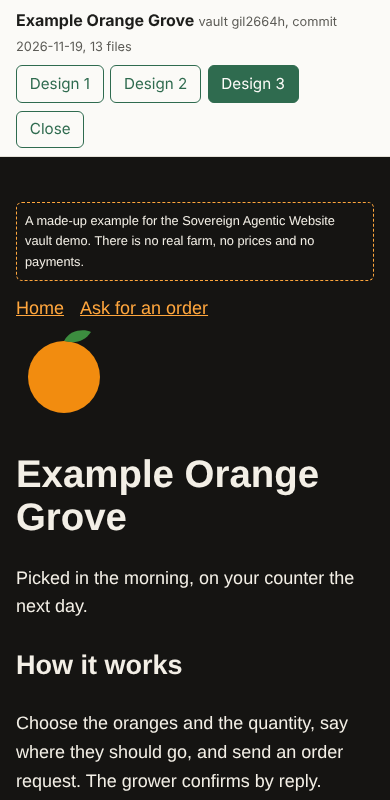 Example Orange Grove vault gil2664h, commit
2026-11-19, 13 files
Design 1 Design 2 Design 3
Close
A made-up example for the Sovereign Agentic Website
vault demo. There is no real farm, no prices and no
payments.
Home Ask for an order
Example Orange
Grove
Picked in the morning, on your counter the
next day.
How it works
Choose the oranges and the quantity, say
where they should go, and send an order
request. The grower confirms by reply.